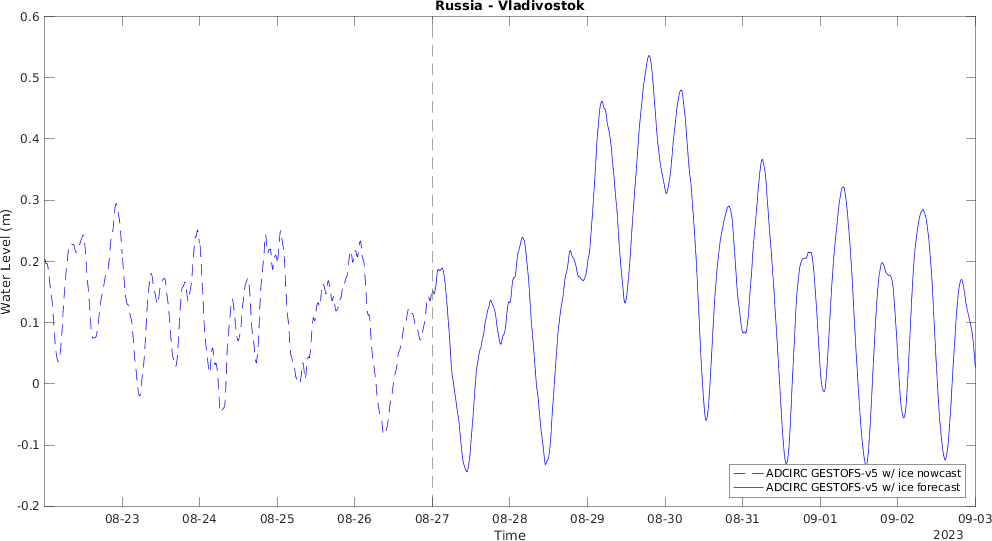 Russia - Vladivostok
0.6
0.5
0.4
0.3
0.2
0.1
0
-0.1
-0.2
Water Level (m)
ADCIRC GESTOFS-v5 w/ ice nowcast
ADCIRC GESTOFS-v5 w/ ice forecast
08-23 08-24 08-25 08-26 08-27 08-28 08-29 08-30 08-31 09-01 09-02 09-03
Time
2023